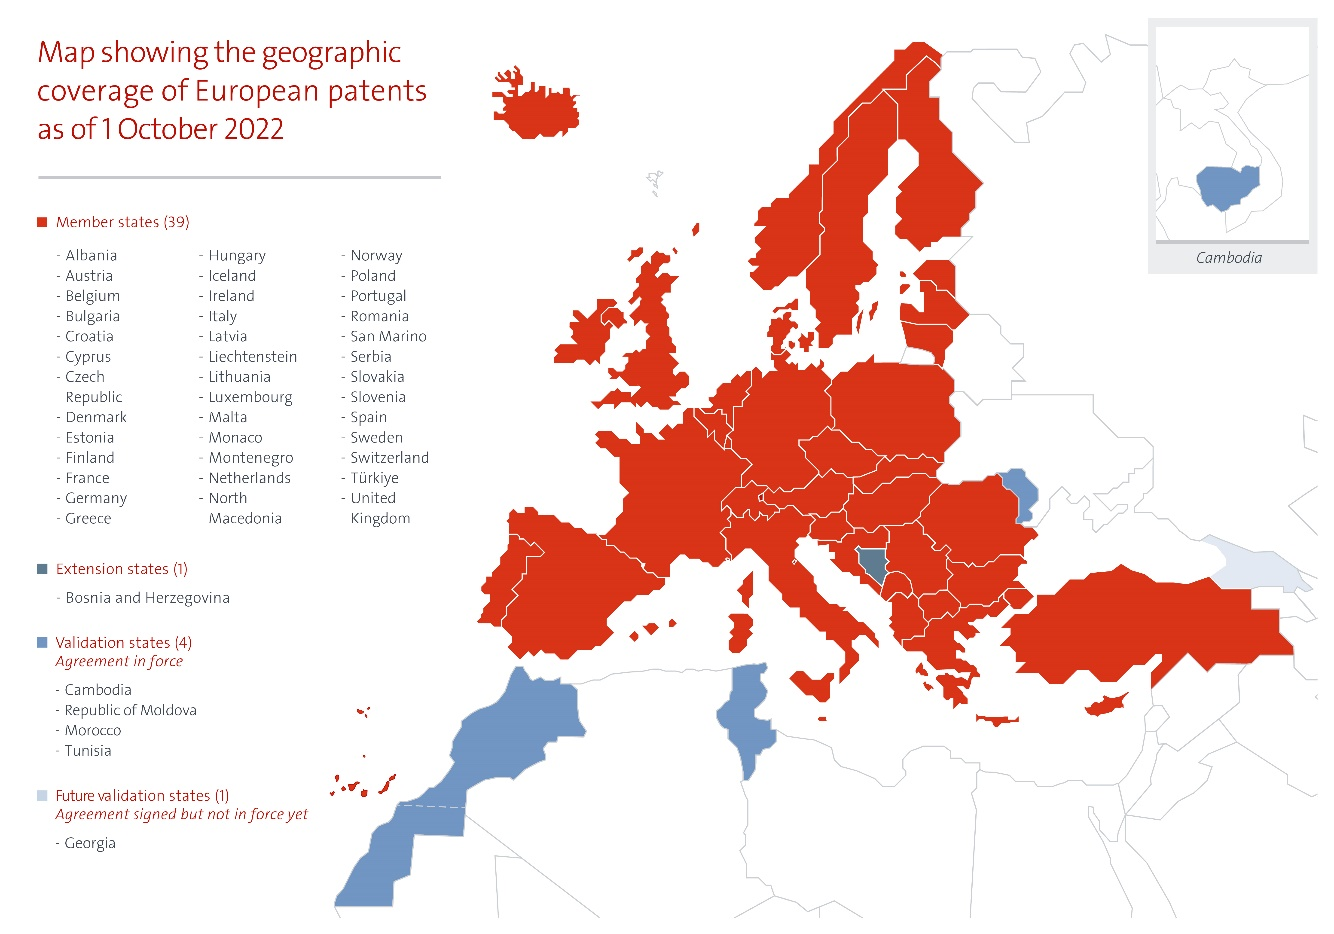 Map showing the geographic
coverage of European patents
as of 1 October 2022
Member states (39)
- Albania
- Austria
- Belgium
- Bulgaria
- Croatia
- Cyprus
- Czech
Republic
- Denmark
- Estonia
- Finland
- France
- Germany
- Greece
- Hungary
- Iceland
- Ireland
- Italy
- Latvia
- Liechtenstein
- Lithuania
- Luxembourg
- Malta
- Monaco
- Montenegro
- Netherlands
- North
Macedonia
- Norway
- Poland
- Portugal
- Romania
- San Marino
- Serbia
- Slovakia
- Slovenia
- Spain
- Sweden
- Switzerland
- Türkiye
- United
Kingdom
Extension states (1)
- Bosnia and Herzegovina
Validation states (4)
Agreement in force
- Cambodia
- Republic of Moldova
- Morocco
- Tunisia
Future validation states (1)
Agreement signed but not in force yet
- Georgia
Cambodia